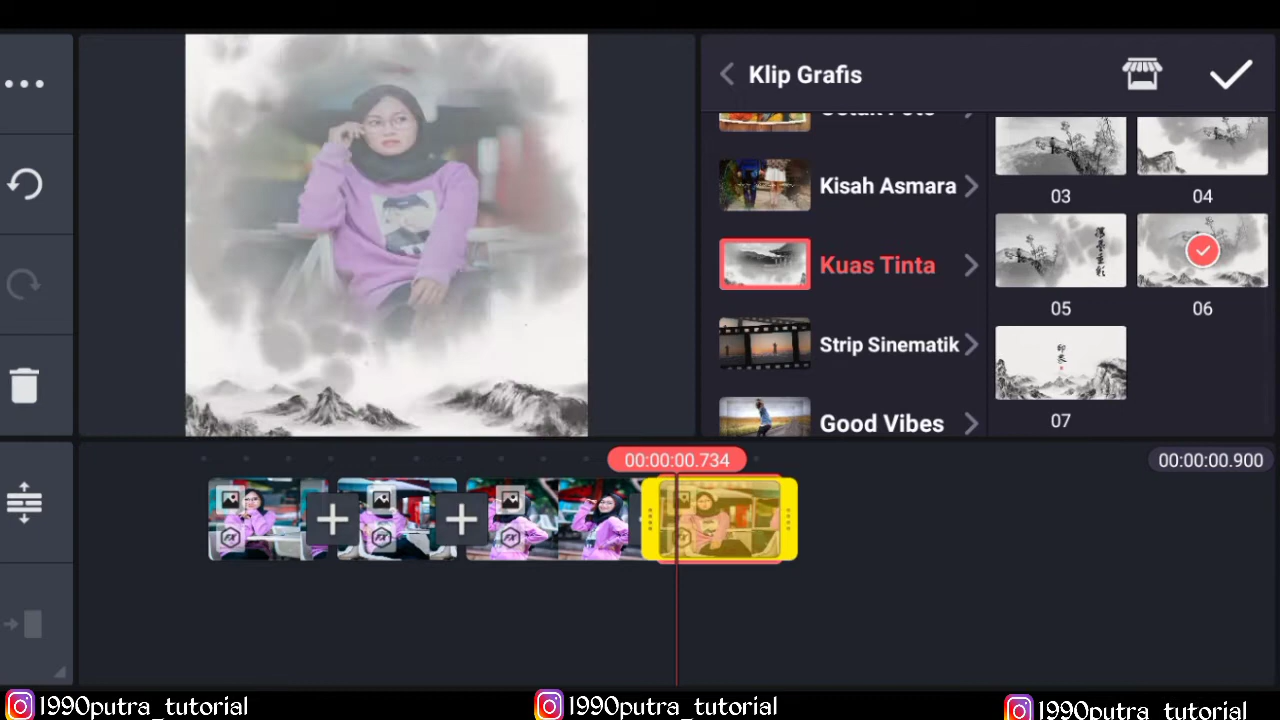 Klip Grafis
Kisah Asmara
Kuas Tinta
Strip Sinematik
Good Vibes
03
04
05
06
07
00:00:00.734
00:00:00.900
1990putra_tutorial
1990putra_tutorial
1990putra_tutorial